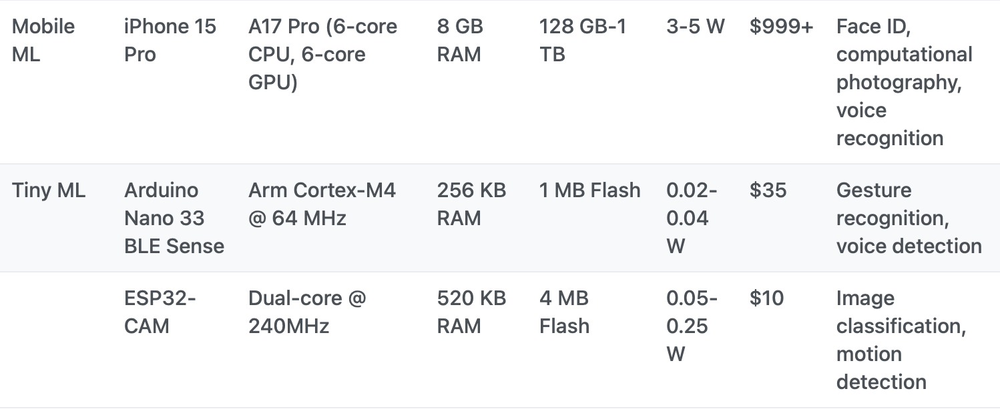 Mobile ML
iPhone 15 Pro
A17 Pro (6-core CPU, 6-core GPU)
8 GB RAM
128 GB-1 TB
3-5 W
$999+
Face ID, computational photography, voice recognition
Tiny ML
Arduino Nano 33 BLE Sense
Arm Cortex-M4 @ 64 MHz
256 KB RAM
1 MB Flash
0.02-0.04 W
$35
Gesture recognition, voice detection
ESP32-CAM
Dual-core @ 240MHz
520 KB RAM
4 MB Flash
0.05-0.25 W
$10
Image classification, motion detection